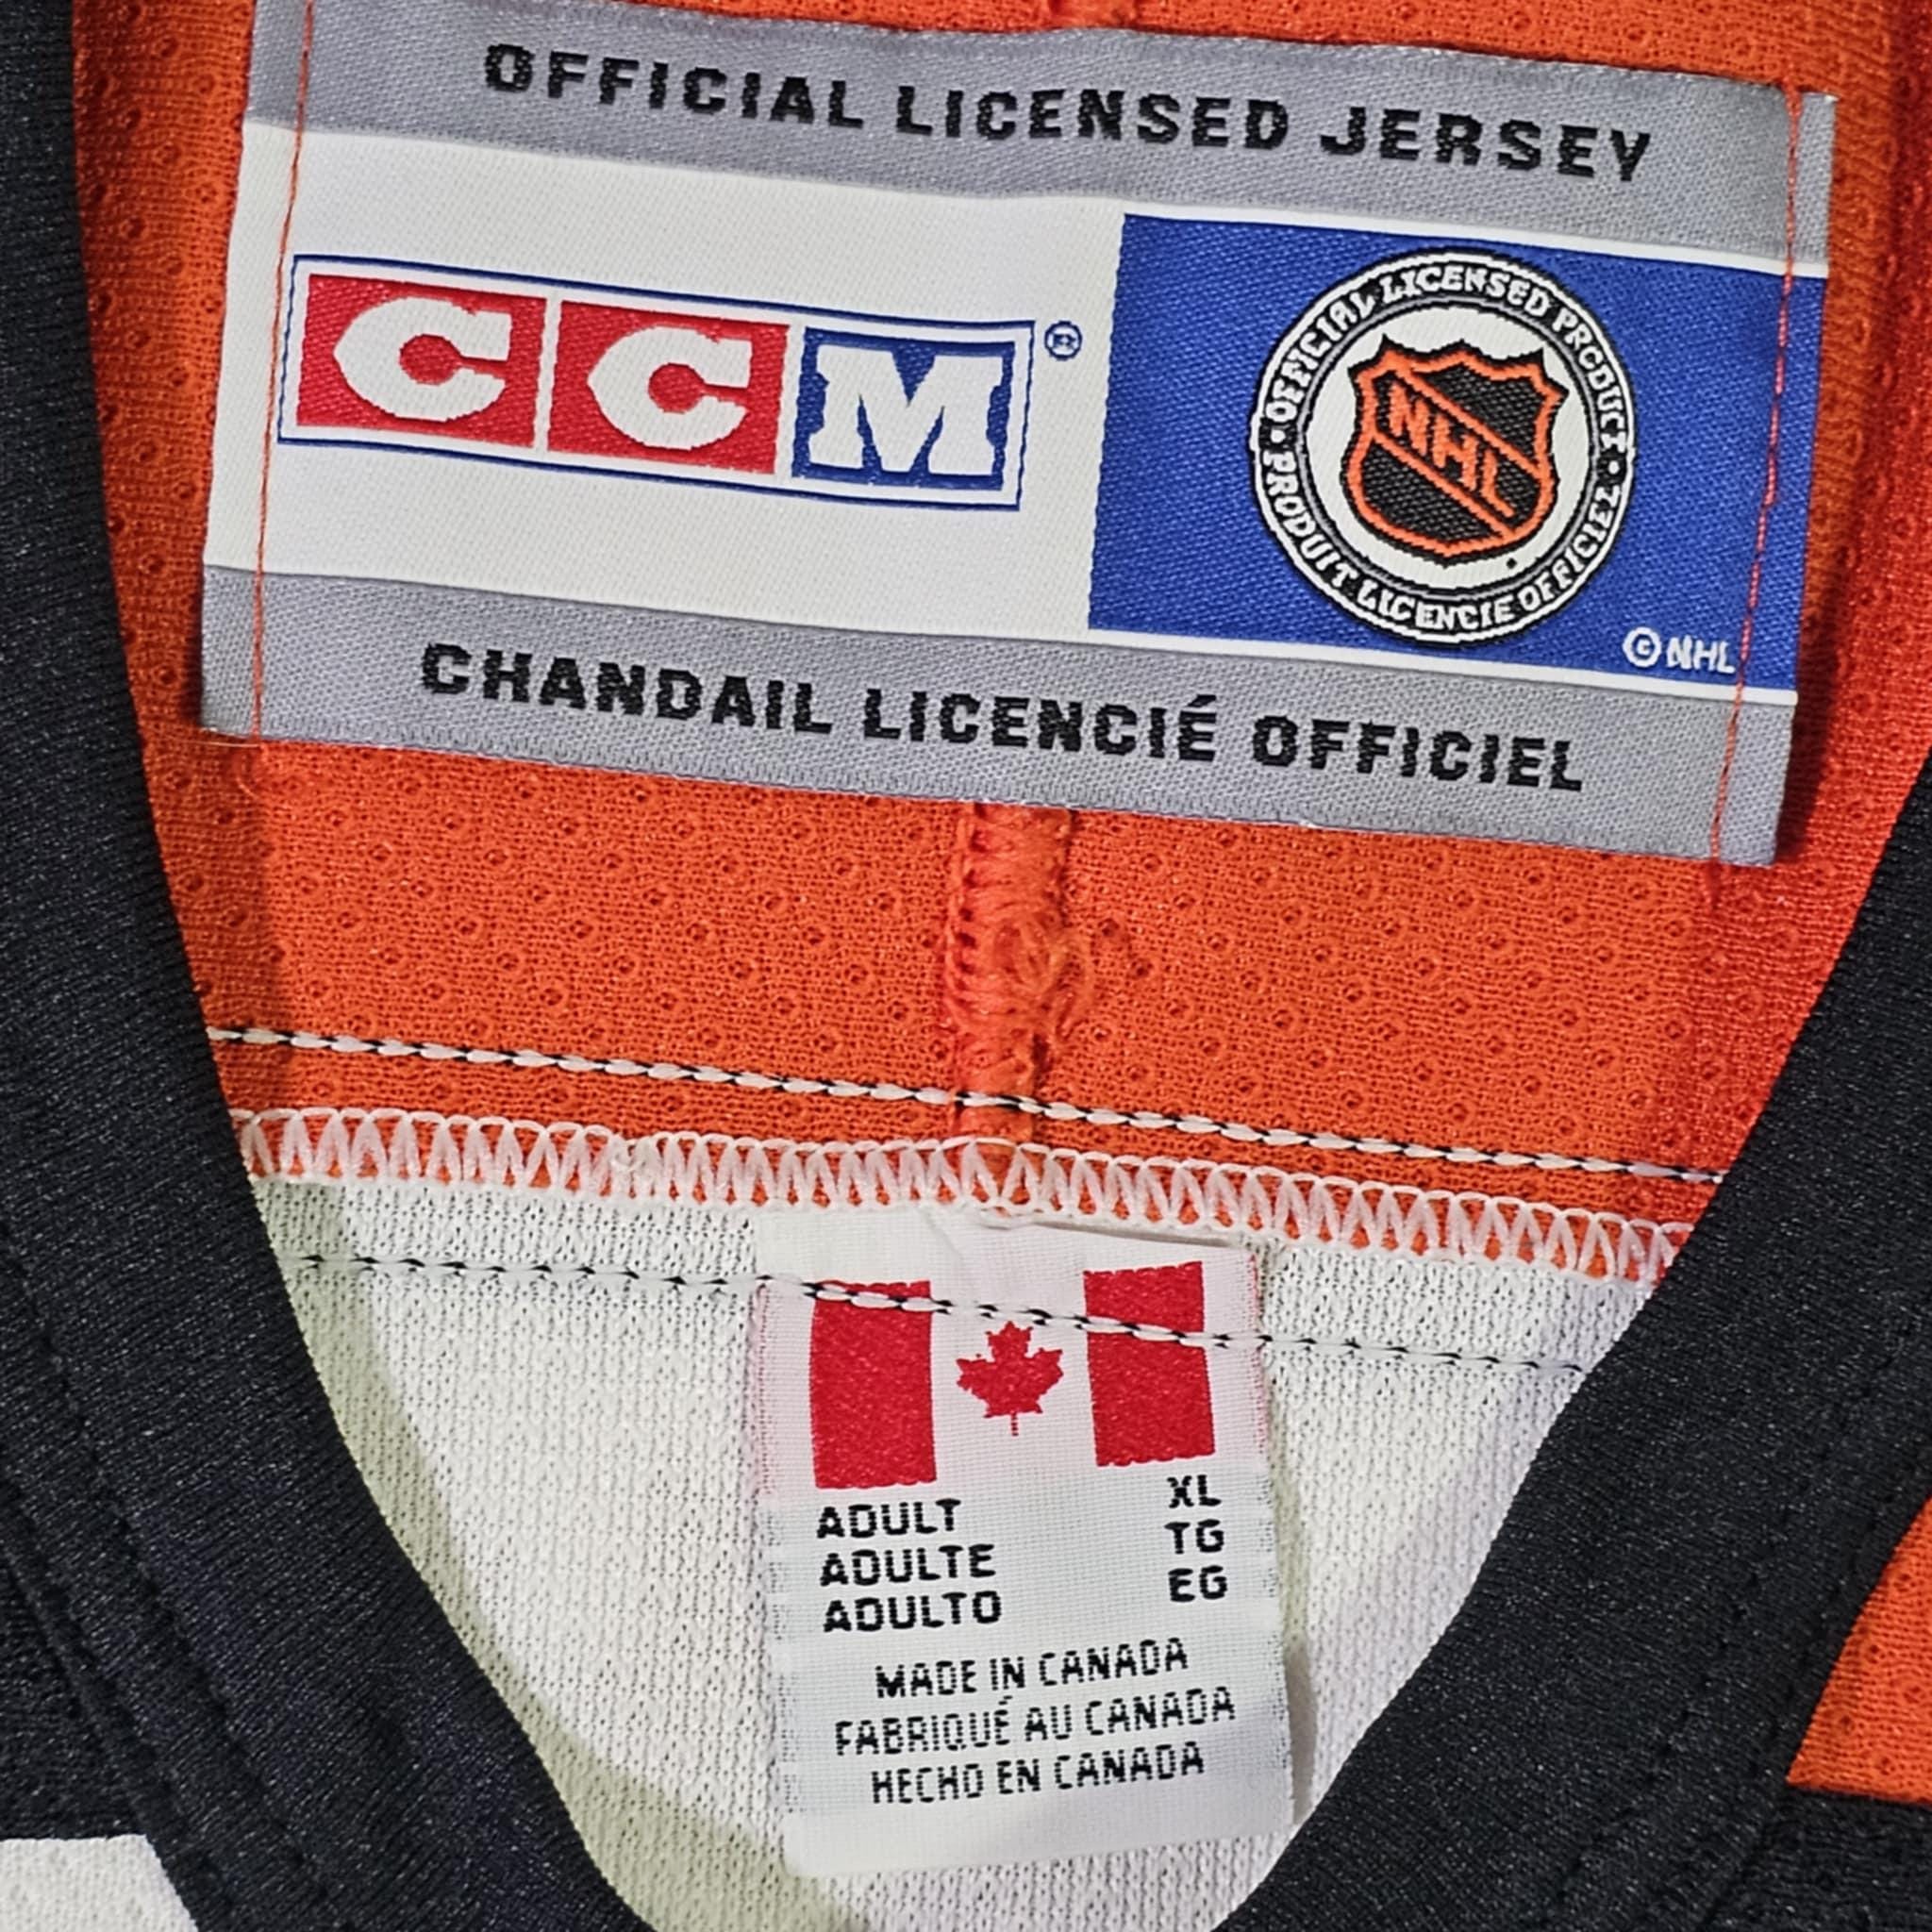 OFFICIAL LICENSED JERSEY
CCM®
OFFICIAL LICENSED PRODUCT • PRODUIT LICENCIE OFFICIEL •
NHL
© NHL
CHANDAIL LICENCIÉ OFFICIEL
ADULT XL
ADULTE TG
ADULTO EG
MADE IN CANADA
FABRIQUÉ AU CANADA
HECHO EN CANADA